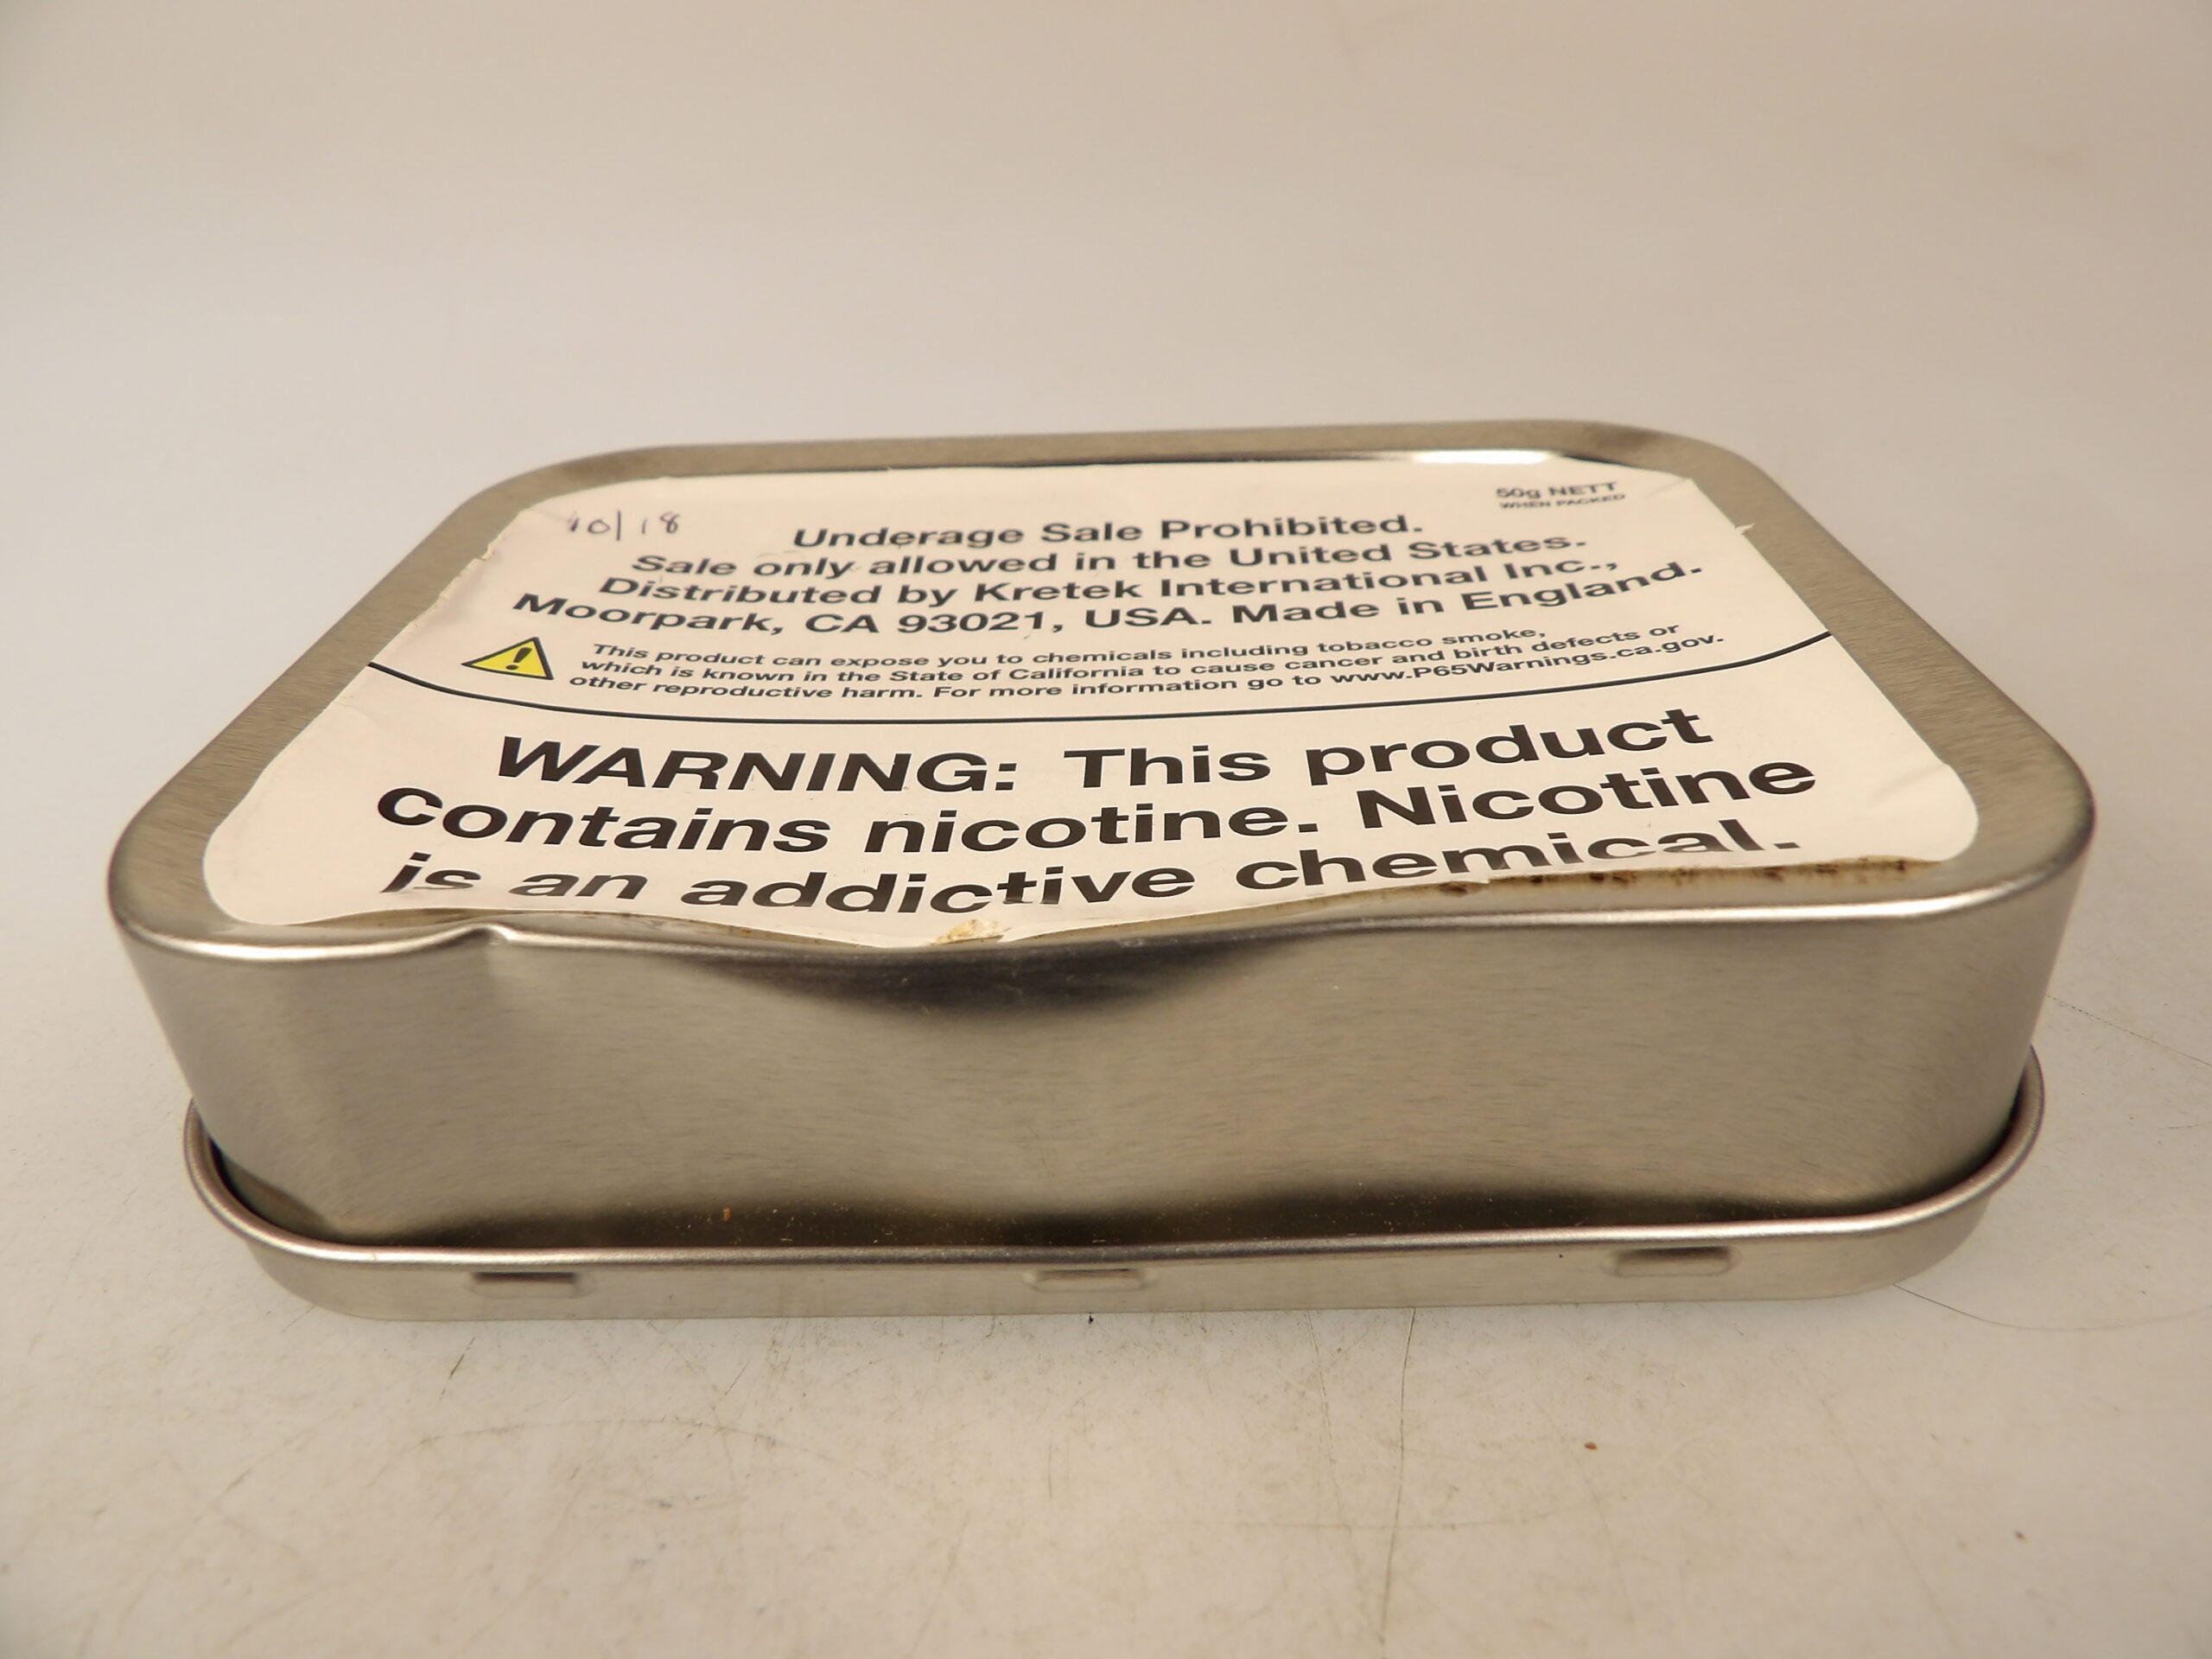 10/18
50g NETT
WHEN PACKED
Underage Sale Prohibited.
Sale only allowed in the United States.
Distributed by Kretek International Inc.,
Moorpark, CA 93021, USA. Made in England.
This product can expose you to chemicals including tobacco smoke,
which is known in the State of California to cause cancer and birth defects or
other reproductive harm. For more information go to www.P65Warnings.ca.gov.
WARNING: This product
contains nicotine. Nicotine
is an addictive chemical.